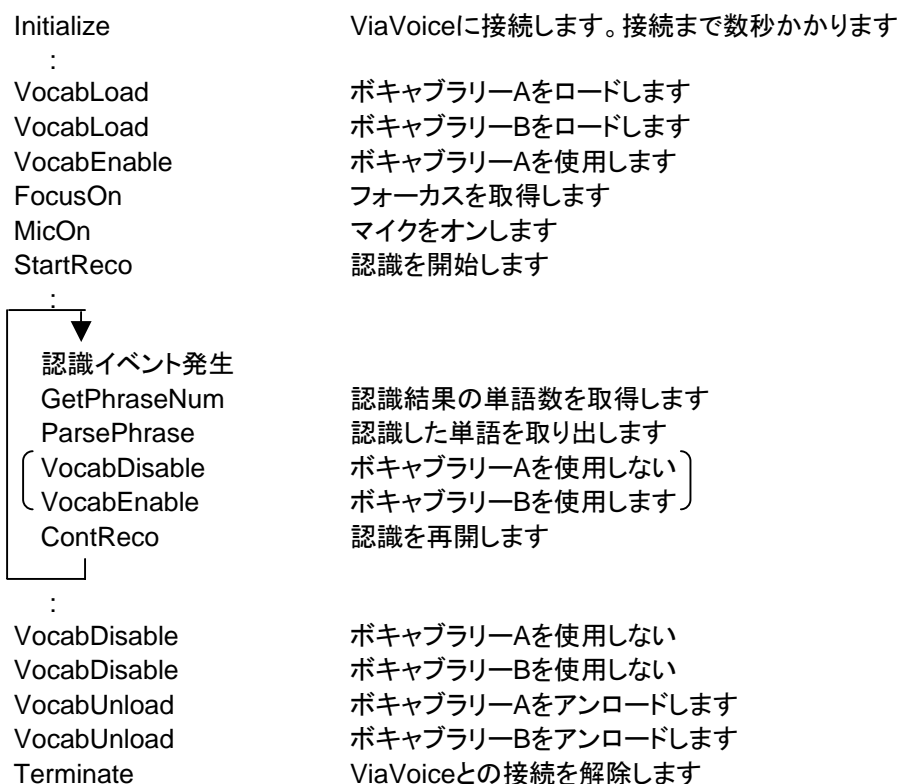 Initialize ViaVoiceに接続します。接続まで数秒かかります
:
VocabLoad ボキャブラリーAをロードします
VocabLoad ボキャブラリーBをロードします
VocabEnable ボキャブラリーAを使用します
FocusOn フォーカスを取得します
MicOn マイクをオンします
StartReco 認識を開始します
:
認識イベント発生
GetPhraseNum 認識結果の単語数を取得します
ParsePhrase 認識した単語を取り出します
VocabDisable ボキャブラリーAを使用しない
VocabEnable ボキャブラリーBを使用します
ContReco 認識を再開します
:
VocabDisable ボキャブラリーAを使用しない
VocabDisable ボキャブラリーBを使用しない
VocabUnload ボキャブラリーAをアンロードします
VocabUnload ボキャブラリーBをアンロードします
Terminate ViaVoiceとの接続を解除します